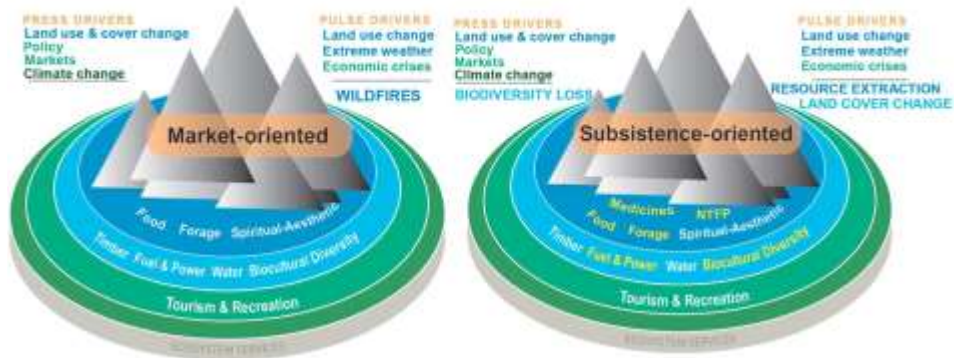 PRESS DRIVERS
Land use & cover change
Policy
Markets
Climate change
PULSE DRIVERS
Land use change
Extreme weather
Economic crises
WILDFIRES
Market-oriented
Food Forage Spiritual-Aesthetic
Timber Fuel & Power Water Biocultural Diversity
Tourism & Recreation
ECOSYSTEM SERVICES
PRESS DRIVERS
Land use & cover change
Policy
Markets
Climate change
BIODIVERSITY LOSS
PULSE DRIVERS
Land use change
Extreme weather
Economic crises
RESOURCE EXTRACTION
LAND COVER CHANGE
Subsistence-oriented
Medicines NTFP
Food Forage Spiritual-Aesthetic
Timber Fuel & Power Water Biocultural Diversity
Tourism & Recreation
ECOSYSTEM SERVICES